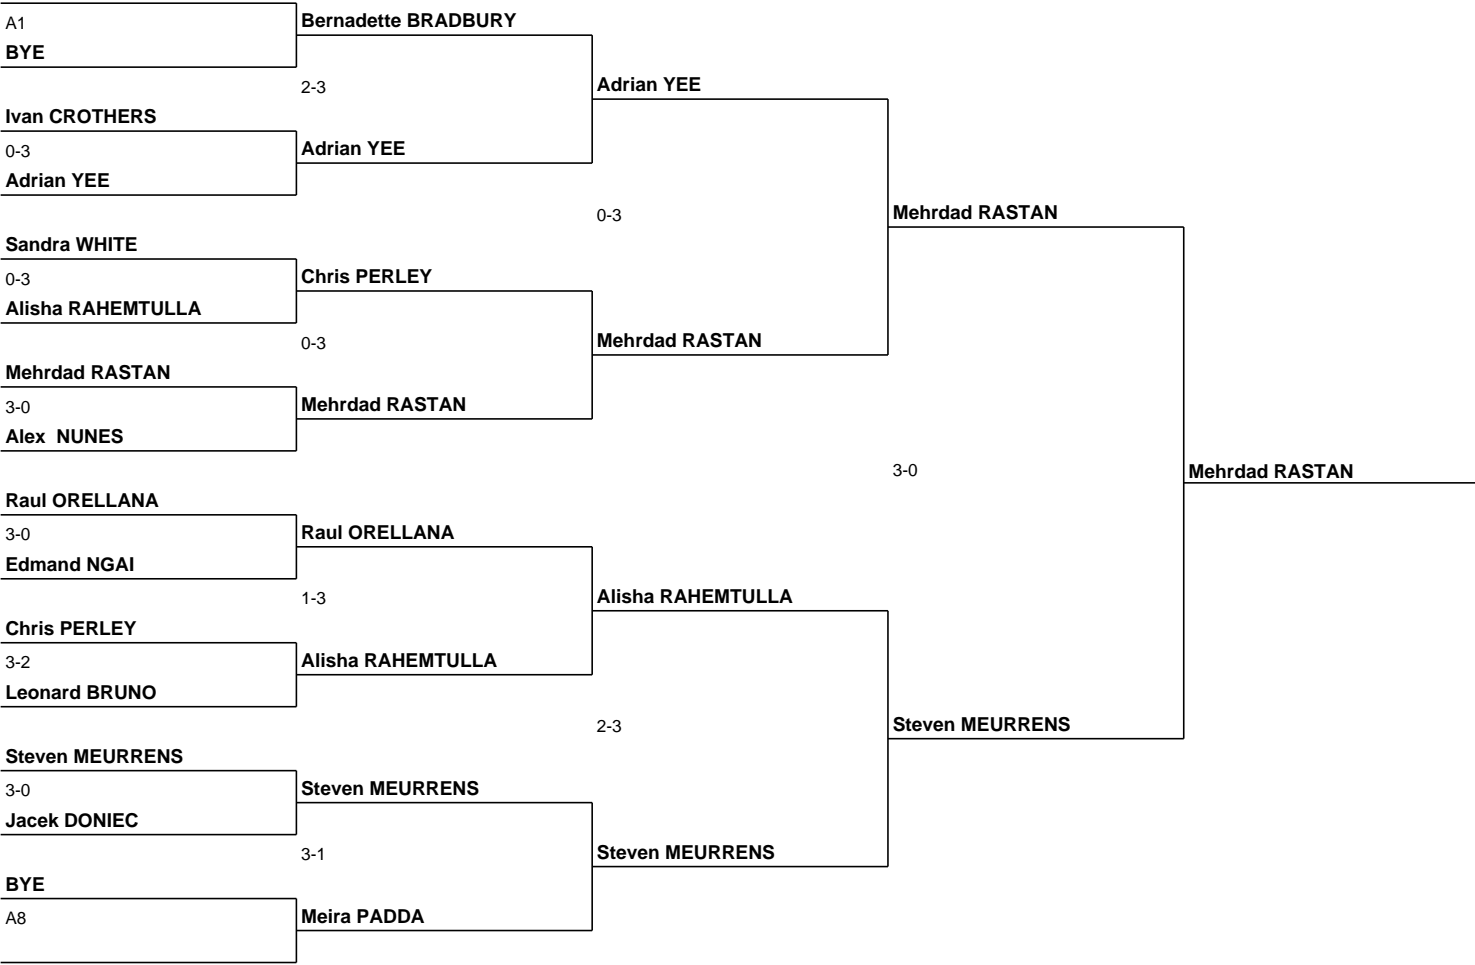 A1
BYE
Bernadette BRADBURY
2-3
Adrian YEE
Ivan CROTHERS
0-3
Adrian YEE
Adrian YEE
0-3
Mehrdad RASTAN
Sandra WHITE
0-3
Alisha RAHEMTULLA
Chris PERLEY
0-3
Mehrdad RASTAN
Mehrdad RASTAN
3-0
Alex  NUNES
Mehrdad RASTAN
3-0
Mehrdad RASTAN
Raul ORELLANA
3-0
Edmand NGAI
Raul ORELLANA
1-3
Alisha RAHEMTULLA
Chris PERLEY
3-2
Leonard BRUNO
Alisha RAHEMTULLA
2-3
Steven MEURRENS
Steven MEURRENS
3-0
Jacek DONIEC
Steven MEURRENS
3-1
Steven MEURRENS
BYE
A8
Meira PADDA